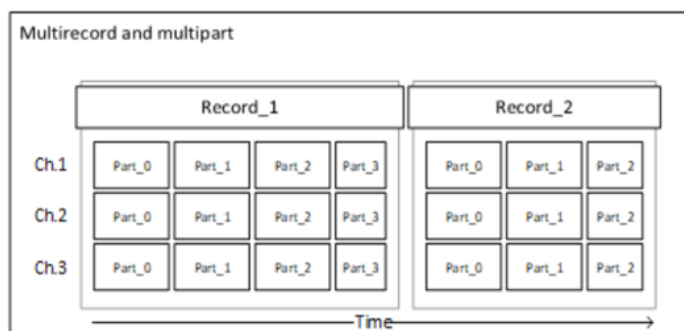 Multirecord and multipart
Record_1 Record_2
Ch.1 Part_0 Part_1 Part_2 Part_3 Part_0 Part_1 Part_2
Ch.2 Part_0 Part_1 Part_2 Part_3 Part_0 Part_1 Part_2
Ch.3 Part_0 Part_1 Part_2 Part_3 Part_0 Part_1 Part_2
Time